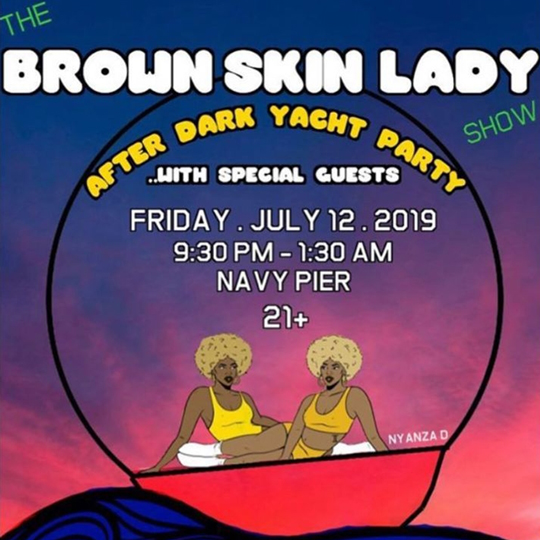 THE
BROWN SKIN LADY
SHOW
AFTER DARK YACHT PARTY
..WITH SPECIAL GUESTS
FRIDAY . JULY 12 . 2019
9:30 PM - 1:30 AM
NAVY PIER
21+
NYANZA D